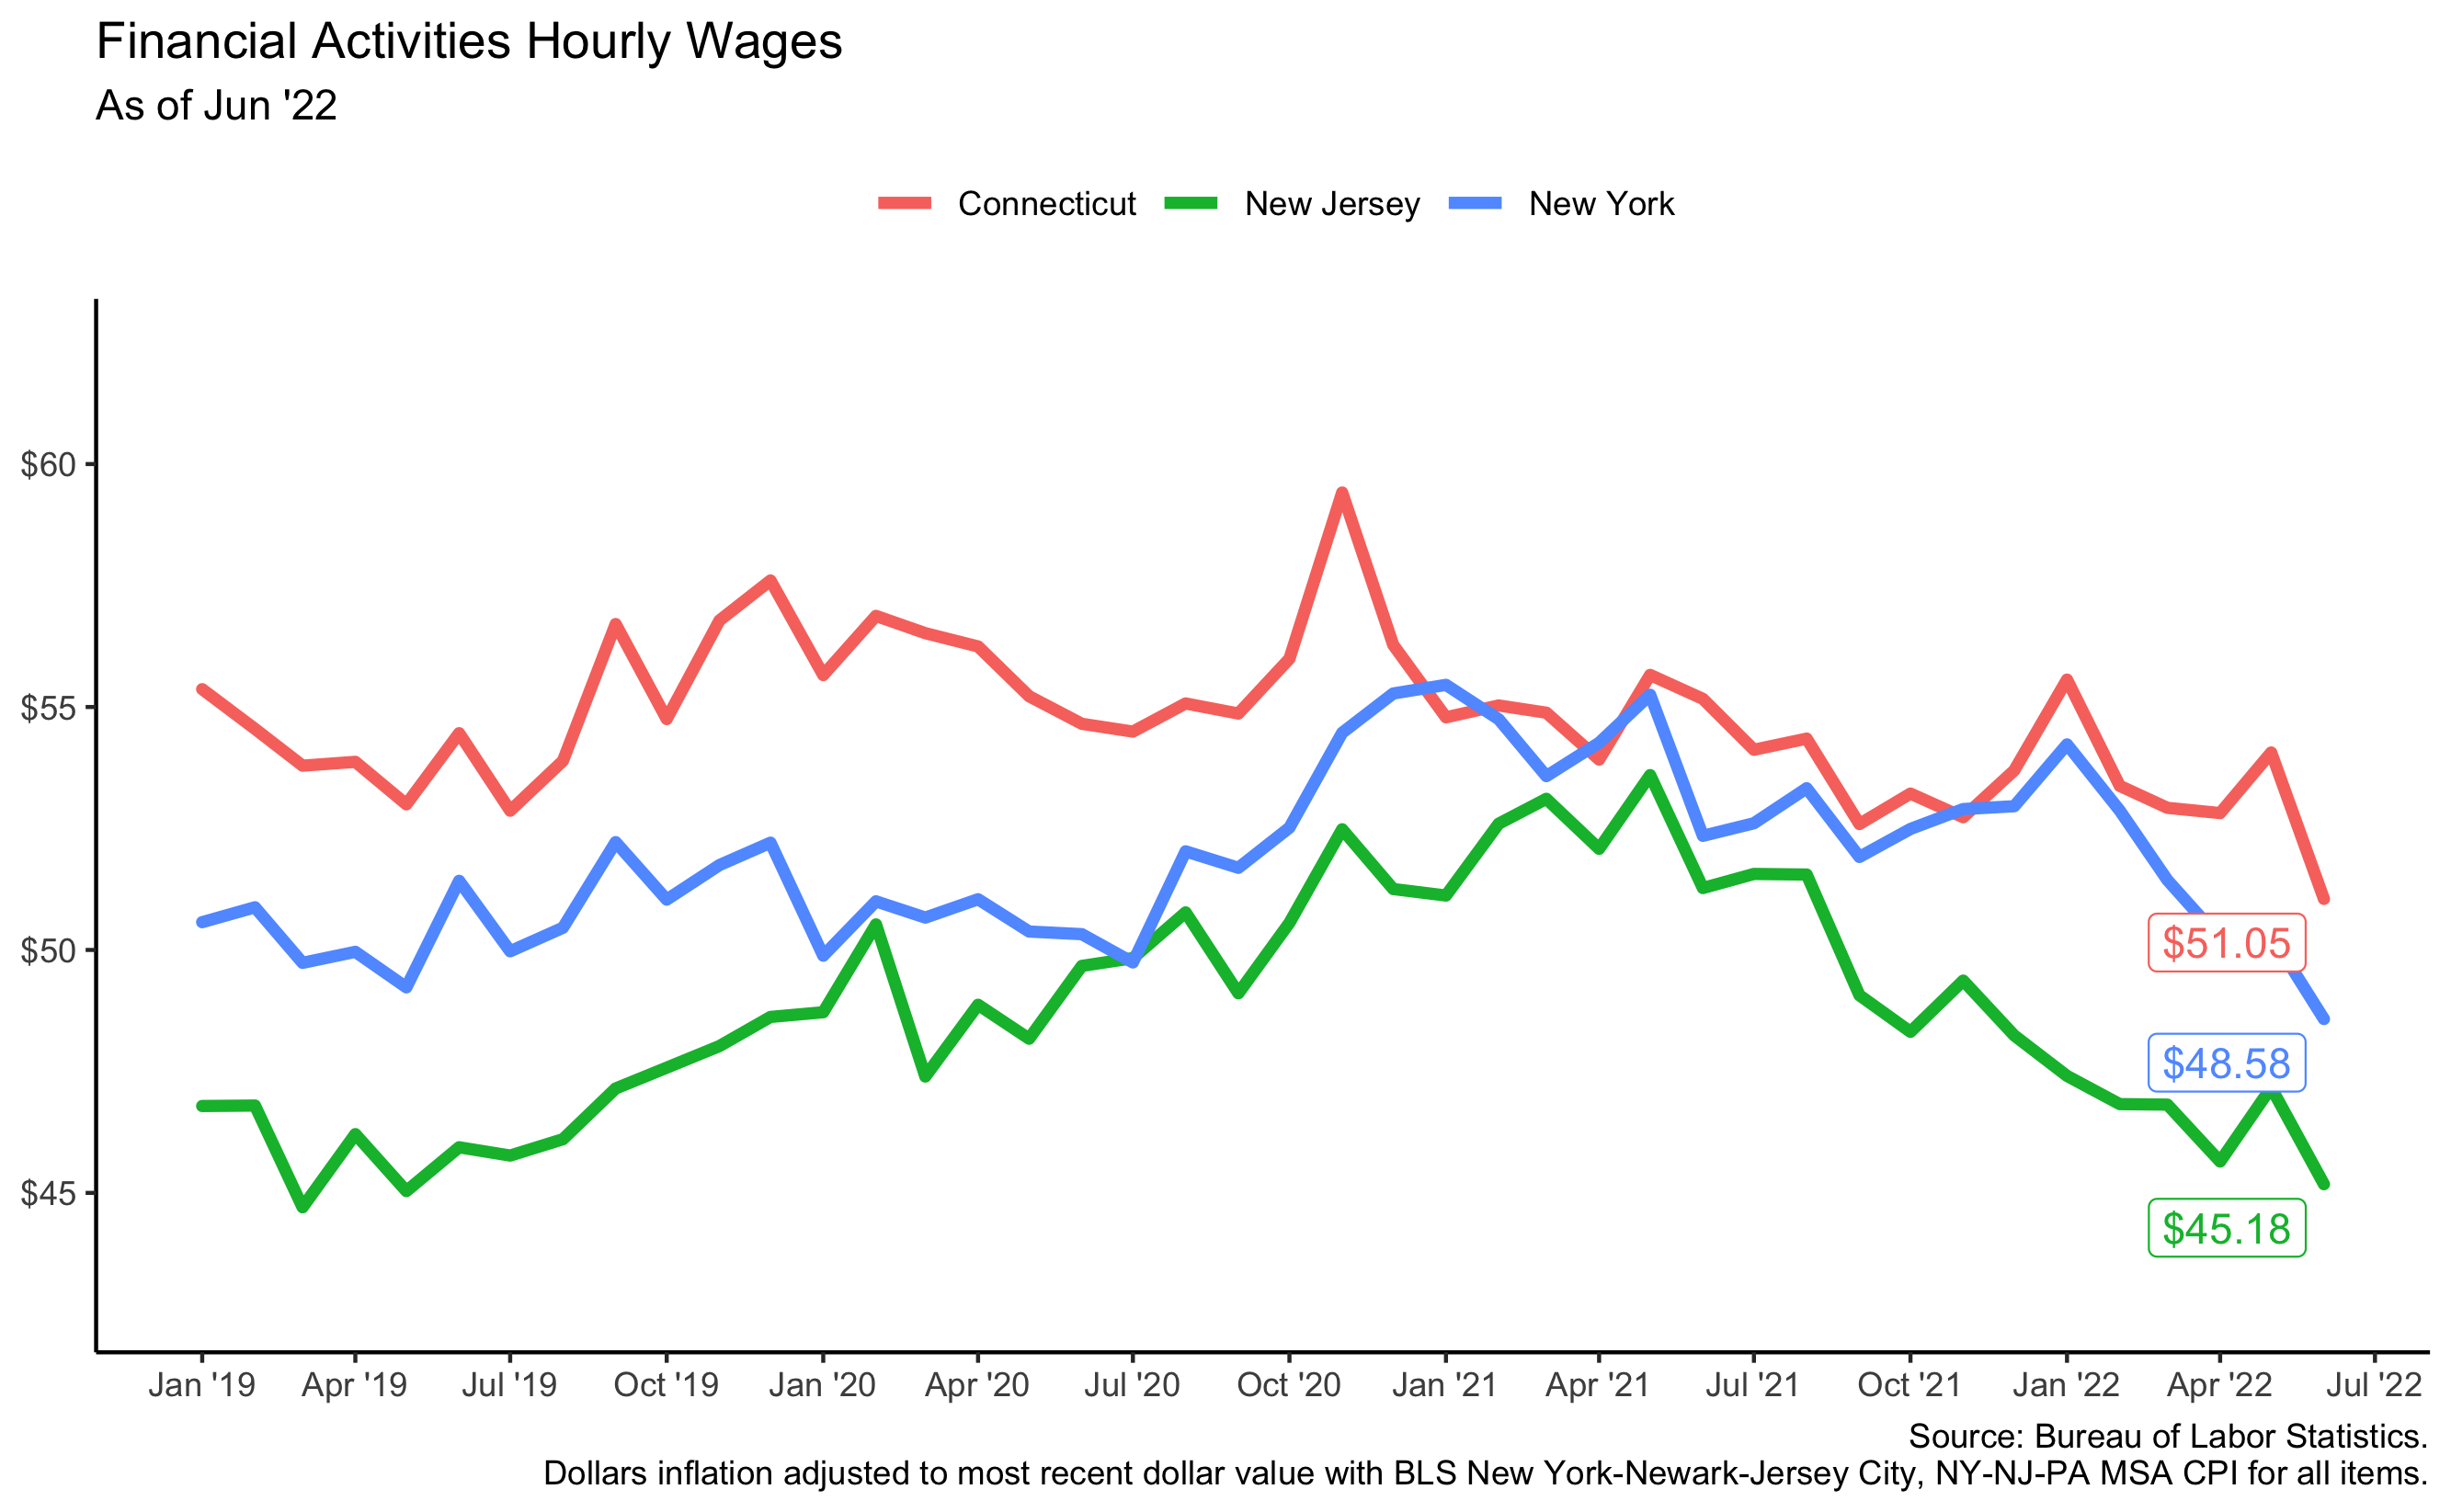 Financial Activities Hourly Wages
As of Jun '22
Connecticut New Jersey New York
$60
$55
$50
$45
$51.05
$48.58
$45.18
Jan '19 Apr '19 Jul '19 Oct '19 Jan '20 Apr '20 Jul '20 Oct '20 Jan '21 Apr '21 Jul '21 Oct '21 Jan '22 Apr '22 Jul '22
Source: Bureau of Labor Statistics.
Dollars inflation adjusted to most recent dollar value with BLS New York-Newark-Jersey City, NY-NJ-PA MSA CPI for all items.